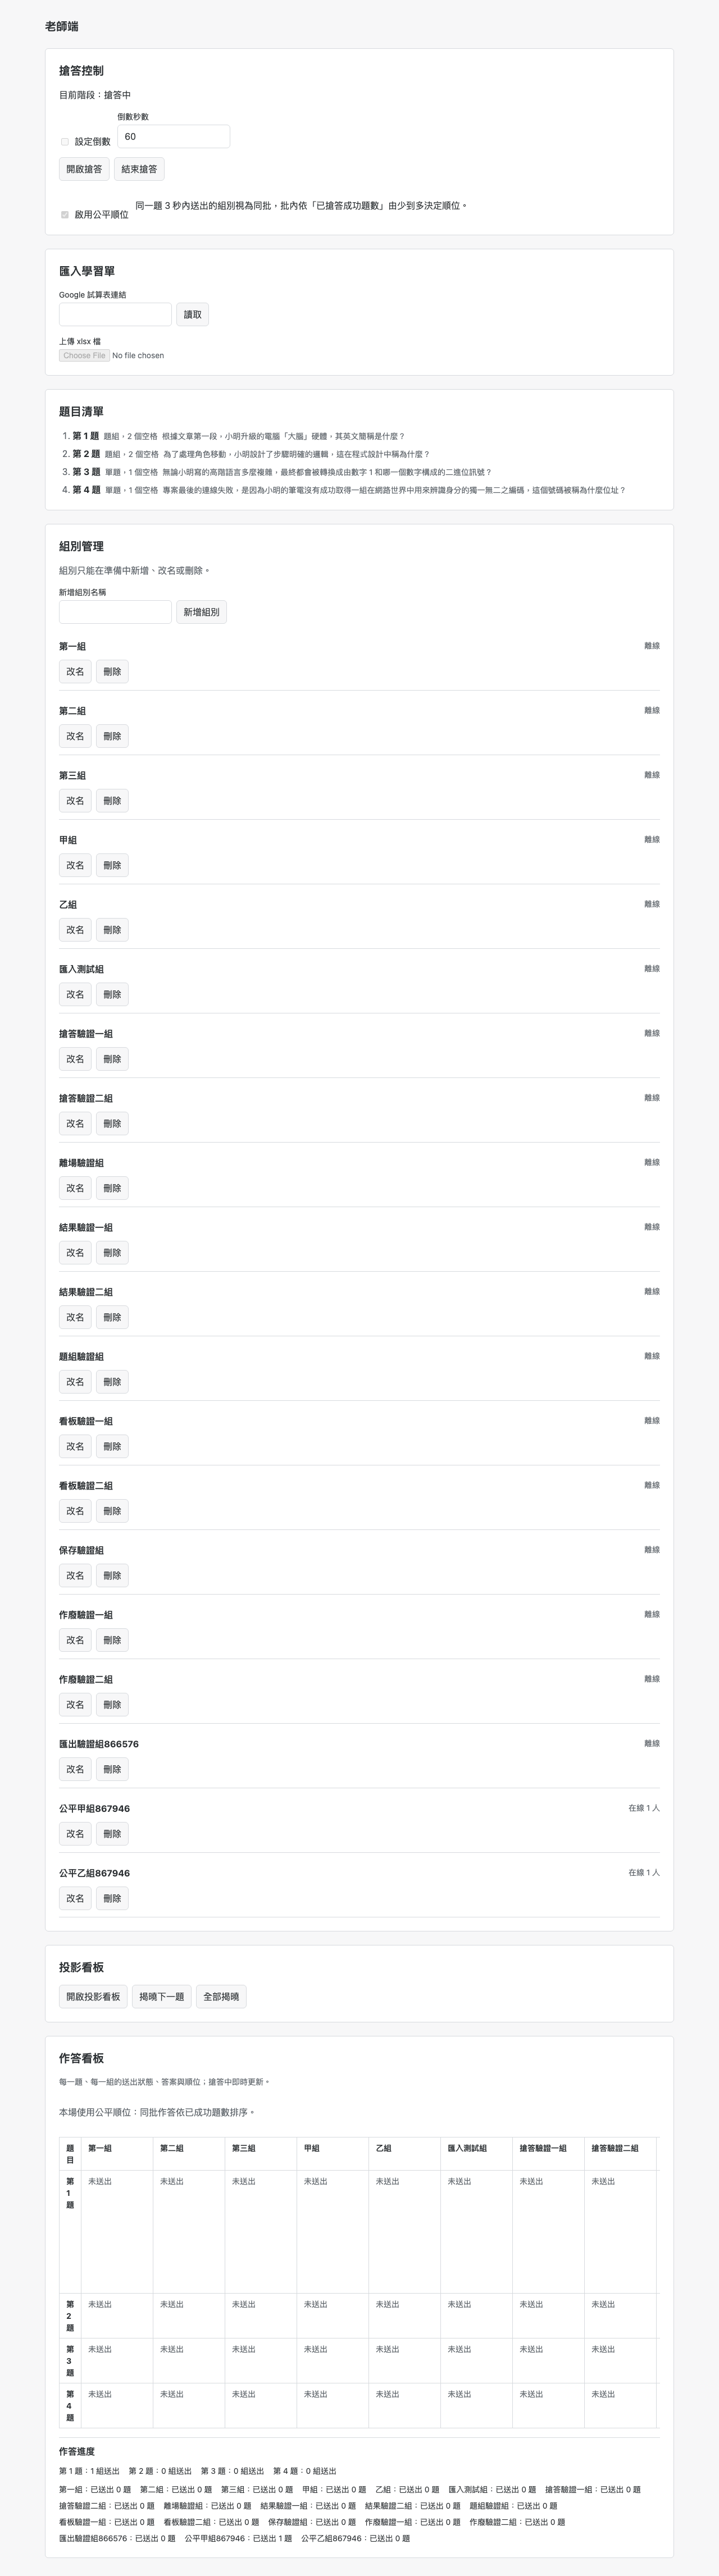 老師端
搶答控制
目前階段：搶答中
倒數秒數
設定倒數
60
開啟搶答 結束搶答
啟用公平順位 同一題 3 秒內送出的組別視為同批，批內依「已搶答成功題數」由少到多決定順位。
匯入學習單
Google 試算表連結
讀取
上傳 xlsx 檔
Choose File No file chosen
題目清單
1. 第 1 題 題組，2 個空格 根據文章第一段，小明升級的電腦「大腦」硬體，其英文簡稱是什麼？
2. 第 2 題 題組，2 個空格 為了處理角色移動，小明設計了步驟明確的邏輯，這在程式設計中稱為什麼？
3. 第 3 題 單題，1 個空格 無論小明寫的高階語言多麼複雜，最終都會被轉換成由數字 1 和哪一個數字構成的二進位訊號？
4. 第 4 題 單題，1 個空格 專案最後的連線失敗，是因為小明的筆電沒有成功取得一組在網路世界中用來辨識身分的獨一無二之編碼，這個號碼被稱為什麼位址？
組別管理
組別只能在準備中新增、改名或刪除。
新增組別名稱
新增組別
第一組 離線
改名 刪除
第二組 離線
改名 刪除
第三組 離線
改名 刪除
甲組 離線
改名 刪除
乙組 離線
改名 刪除
匯入測試組 離線
改名 刪除
搶答驗證一組 離線
改名 刪除
搶答驗證二組 離線
改名 刪除
離場驗證組 離線
改名 刪除
結果驗證一組 離線
改名 刪除
結果驗證二組 離線
改名 刪除
題組驗證組 離線
改名 刪除
看板驗證一組 離線
改名 刪除
看板驗證二組 離線
改名 刪除
保存驗證組 離線
改名 刪除
作廢驗證一組 離線
改名 刪除
作廢驗證二組 離線
改名 刪除
匯出驗證組866576 離線
改名 刪除
公平甲組867946 在線 1 人
改名 刪除
公平乙組867946 在線 1 人
改名 刪除
投影看板
開啟投影看板 揭曉下一題 全部揭曉
作答看板
每一題、每一組的送出狀態、答案與順位；搶答中即時更新。
本場使用公平順位：同批作答依已成功題數排序。
題目 第一組 第二組 第三組 甲組 乙組 匯入測試組 搶答驗證一組 搶答驗證二組
第 1 題 未送出 未送出 未送出 未送出 未送出 未送出 未送出 未送出
第 2 題 未送出 未送出 未送出 未送出 未送出 未送出 未送出 未送出
第 3 題 未送出 未送出 未送出 未送出 未送出 未送出 未送出 未送出
第 4 題 未送出 未送出 未送出 未送出 未送出 未送出 未送出 未送出
作答進度
第 1 題：1 組送出 第 2 題：0 組送出 第 3 題：0 組送出 第 4 題：0 組送出
第一組：已送出 0 題 第二組：已送出 0 題 第三組：已送出 0 題 甲組：已送出 0 題 乙組：已送出 0 題 匯入測試組：已送出 0 題 搶答驗證一組：已送出 0 題
搶答驗證二組：已送出 0 題 離場驗證組：已送出 0 題 結果驗證一組：已送出 0 題 結果驗證二組：已送出 0 題 題組驗證組：已送出 0 題
看板驗證一組：已送出 0 題 看板驗證二組：已送出 0 題 保存驗證組：已送出 0 題 作廢驗證一組：已送出 0 題 作廢驗證二組：已送出 0 題
匯出驗證組866576：已送出 0 題 公平甲組867946：已送出 1 題 公平乙組867946：已送出 0 題